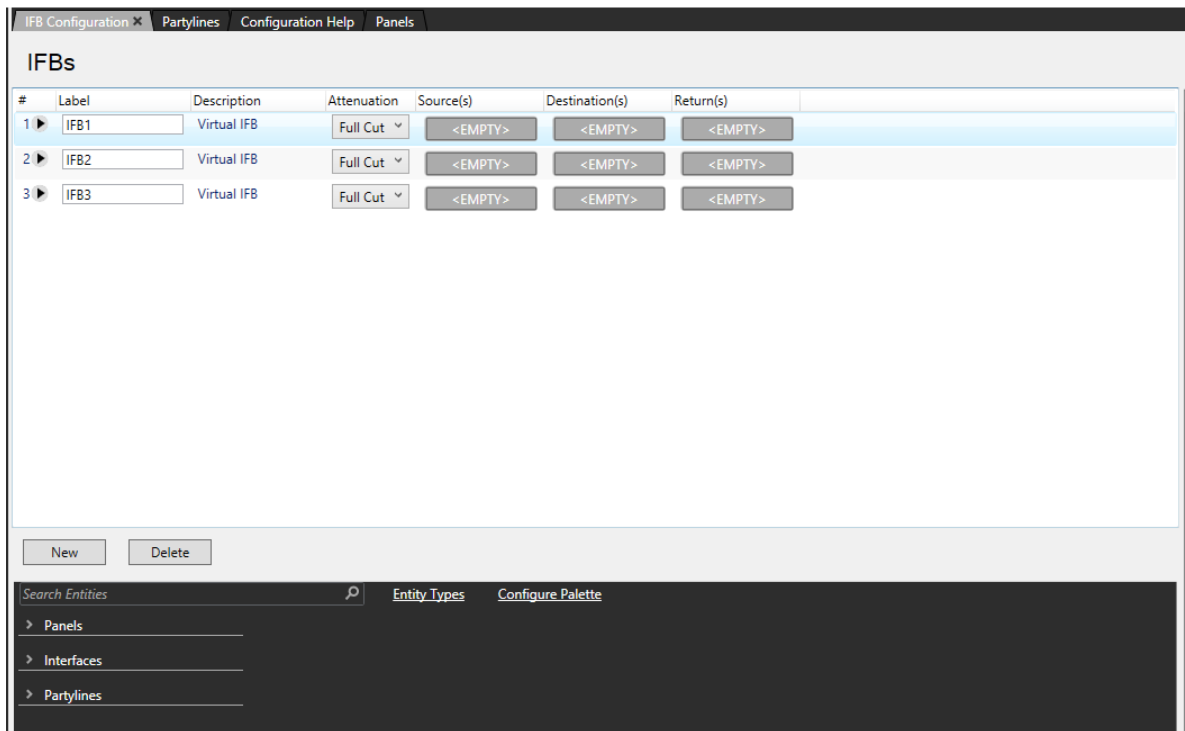 IFB Configuration ✕ Partylines Configuration Help Panels
IFBs
# Label Description Attenuation Source(s) Destination(s) Return(s)
1 IFB1 Virtual IFB Full Cut <EMPTY> <EMPTY> <EMPTY>
2 IFB2 Virtual IFB Full Cut <EMPTY> <EMPTY> <EMPTY>
3 IFB3 Virtual IFB Full Cut <EMPTY> <EMPTY> <EMPTY>
New Delete
Search Entities Entity Types Configure Palette
> Panels
> Interfaces
> Partylines